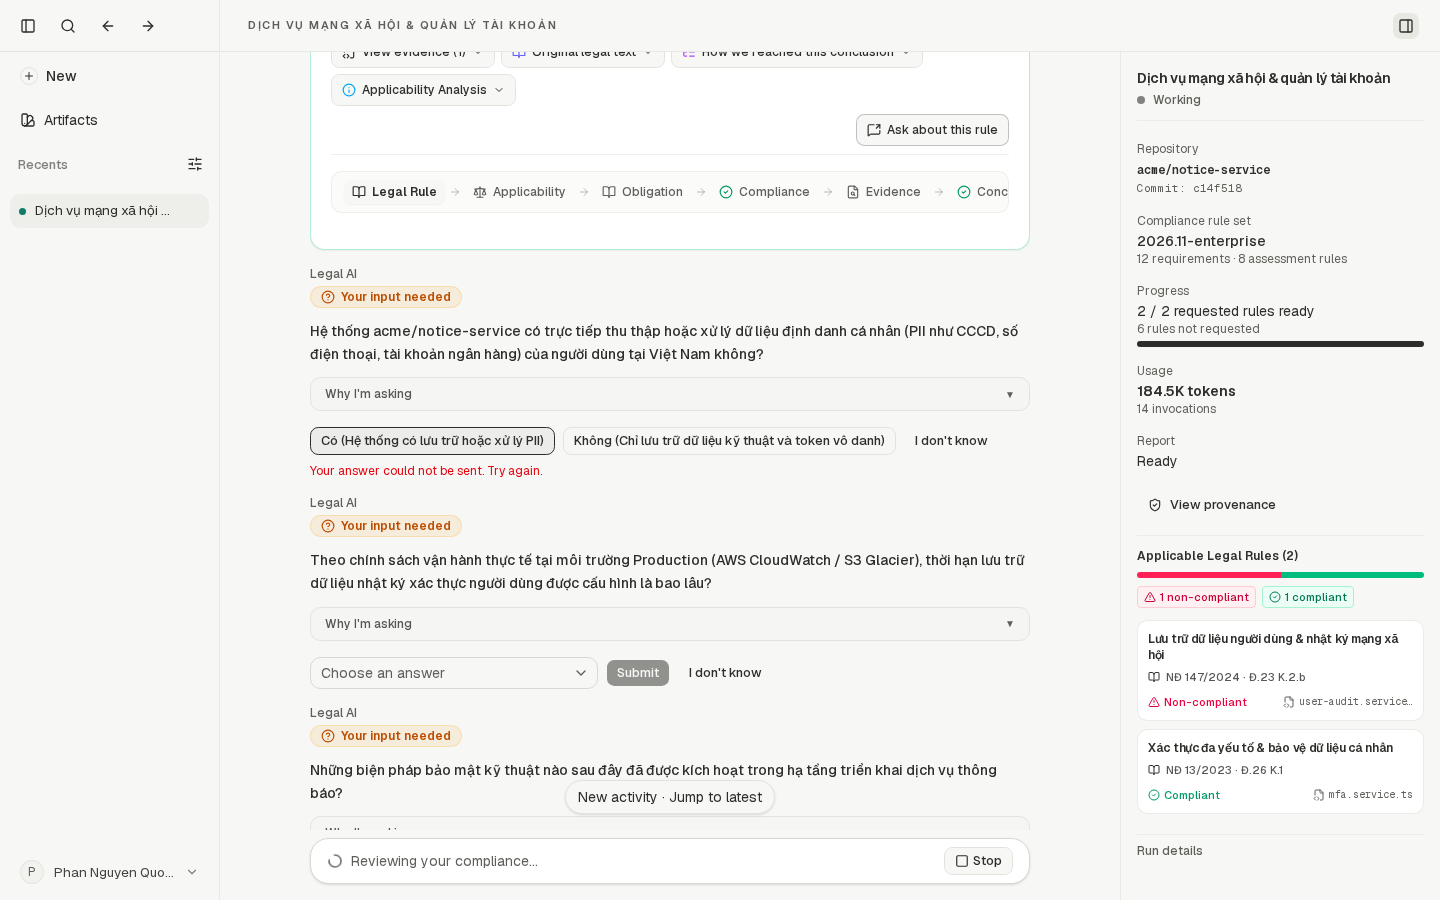 DỊCH VỤ MẠNG XÃ HỘI & QUẢN LÝ TÀI KHOẢN
New
Artifacts
Recents
Dịch vụ mạng xã hội ...
P
Phan Nguyen Quo...
View evidence (1)
Original legal text
How we reached this conclusion
Applicability Analysis
Ask about this rule
Legal Rule
Applicability
Obligation
Compliance
Evidence
Conc
Legal AI
Your input needed
Hệ thống acme/notice-service có trực tiếp thu thập hoặc xử lý dữ liệu định danh cá nhân (PII như CCCD, số
điện thoại, tài khoản ngân hàng) của người dùng tại Việt Nam không?
Why I'm asking
Có (Hệ thống có lưu trữ hoặc xử lý PII)
Không (Chỉ lưu trữ dữ liệu kỹ thuật và token vô danh)
I don't know
Your answer could not be sent. Try again.
Legal AI
Your input needed
Theo chính sách vận hành thực tế tại môi trường Production (AWS CloudWatch / S3 Glacier), thời hạn lưu trữ
dữ liệu nhật ký xác thực người dùng được cấu hình là bao lâu?
Why I'm asking
Choose an answer
Submit
I don't know
Legal AI
Your input needed
Những biện pháp bảo mật kỹ thuật nào sau đây đã được kích hoạt trong hạ tầng triển khai dịch vụ thông
báo?
New activity · Jump to latest
Reviewing your compliance...
Stop
Dịch vụ mạng xã hội & quản lý tài khoản
Working
Repository
acme/notice-service
Commit: c14f518
Compliance rule set
2026.11-enterprise
12 requirements · 8 assessment rules
Progress
2 / 2 requested rules ready
6 rules not requested
Usage
184.5K tokens
14 invocations
Report
Ready
View provenance
Applicable Legal Rules (2)
1 non-compliant
1 compliant
Lưu trữ dữ liệu người dùng & nhật ký mạng xã
hội
NĐ 147/2024 · Đ.23 K.2.b
Non-compliant
user-audit.service…
Xác thực đa yếu tố & bảo vệ dữ liệu cá nhân
NĐ 13/2023 · Đ.26 K.1
Compliant
mfa.service.ts
Run details